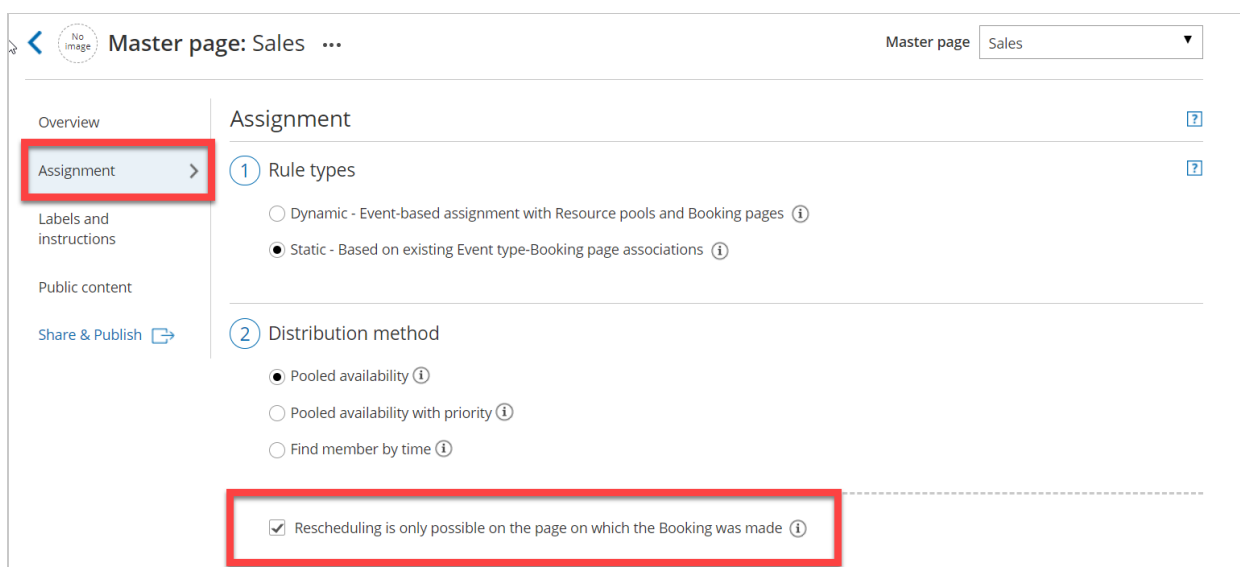 No image
Master page: Sales ...
Master page Sales
Overview
Assignment
Labels and
instructions
Public content
Share & Publish
Assignment
?
1 Rule types
?
Dynamic - Event-based assignment with Resource pools and Booking pages i
Static - Based on existing Event type-Booking page associations i
2 Distribution method
Pooled availability i
Pooled availability with priority i
Find member by time i
Rescheduling is only possible on the page on which the Booking was made i